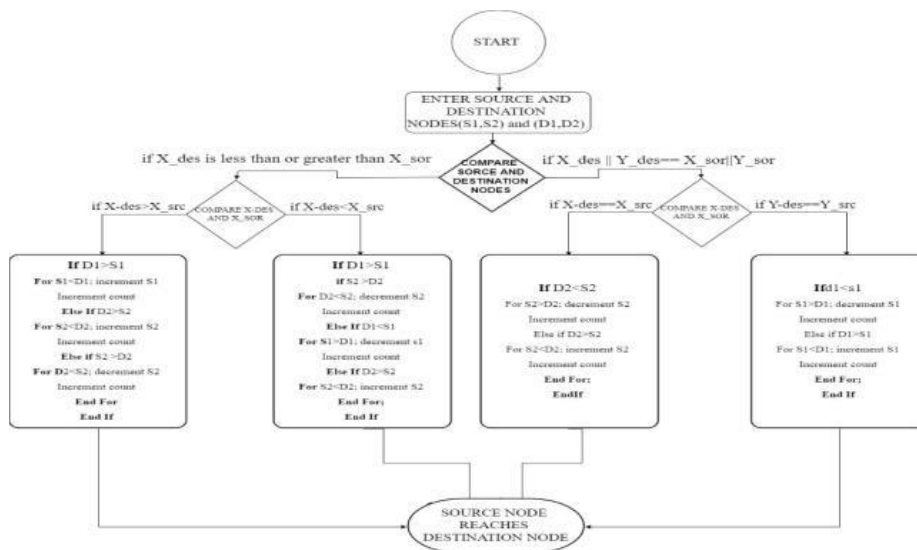 START
ENTER SOURCE AND
DESTINATION
NODES(S1,S2) and (D1,D2)
if X_des is less than or greater than X_sor
COMPARE
SORCE AND
DESTINATION
NODES
if X_des || Y_des== X_sor||Y_sor
if X-des>X_src
COMPARE X-DES
AND X_SOR
if X-des<X_src
if X-des==X_src
COMPARE X-DES
AND X_SOR
if Y-des==Y_src
If D1>S1
For S1<D1; increment S1
Increment count
Else If D2>S2
For S2<D2; increment S2
Increment count
Else if S2 >D2
For D2<S2; decrement S2
Increment count
End For
End If
If D1>S1
if S2 >D2
For D2<S2; decrement S2
Increment count
Else If D1<S1
For S1>D1; decrement s1
Increment count
Else If D2>S2
For S2<D2; increment S2
End For;
End If
If D2<S2
For S2>D2; decrement S2
Increment count
Else if D2>S2
For S2<D2; increment S2
Increment count
End For;
EndIf
Ifd1<s1
For S1>D1; decrement S1
Increment count
Else if D1>S1
For S1<D1; increment S1
Increment count
End For;
End If
SOURCE NODE
REACHES
DESTINATION NODE